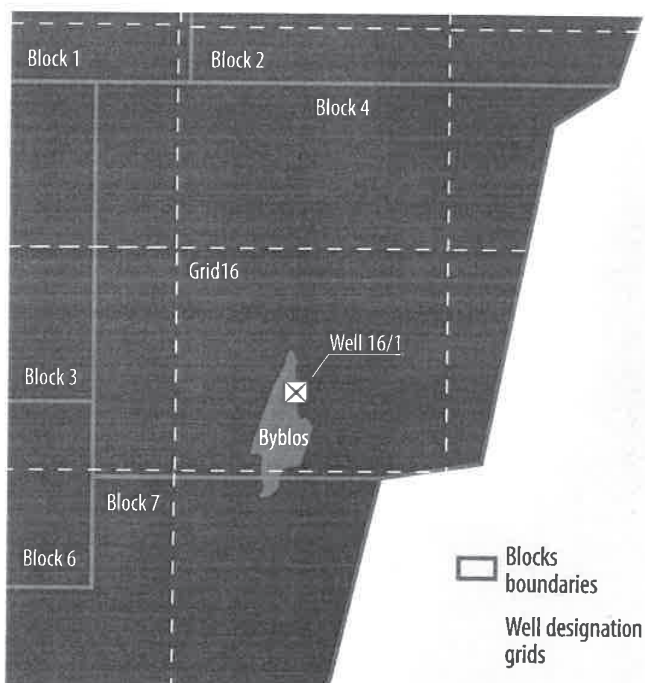 Block 1
Block 2
Block 4
Grid16
Well 16/1
Block 3
Byblos
Block 7
Block 6
Blocks
boundaries
Well designation
grids